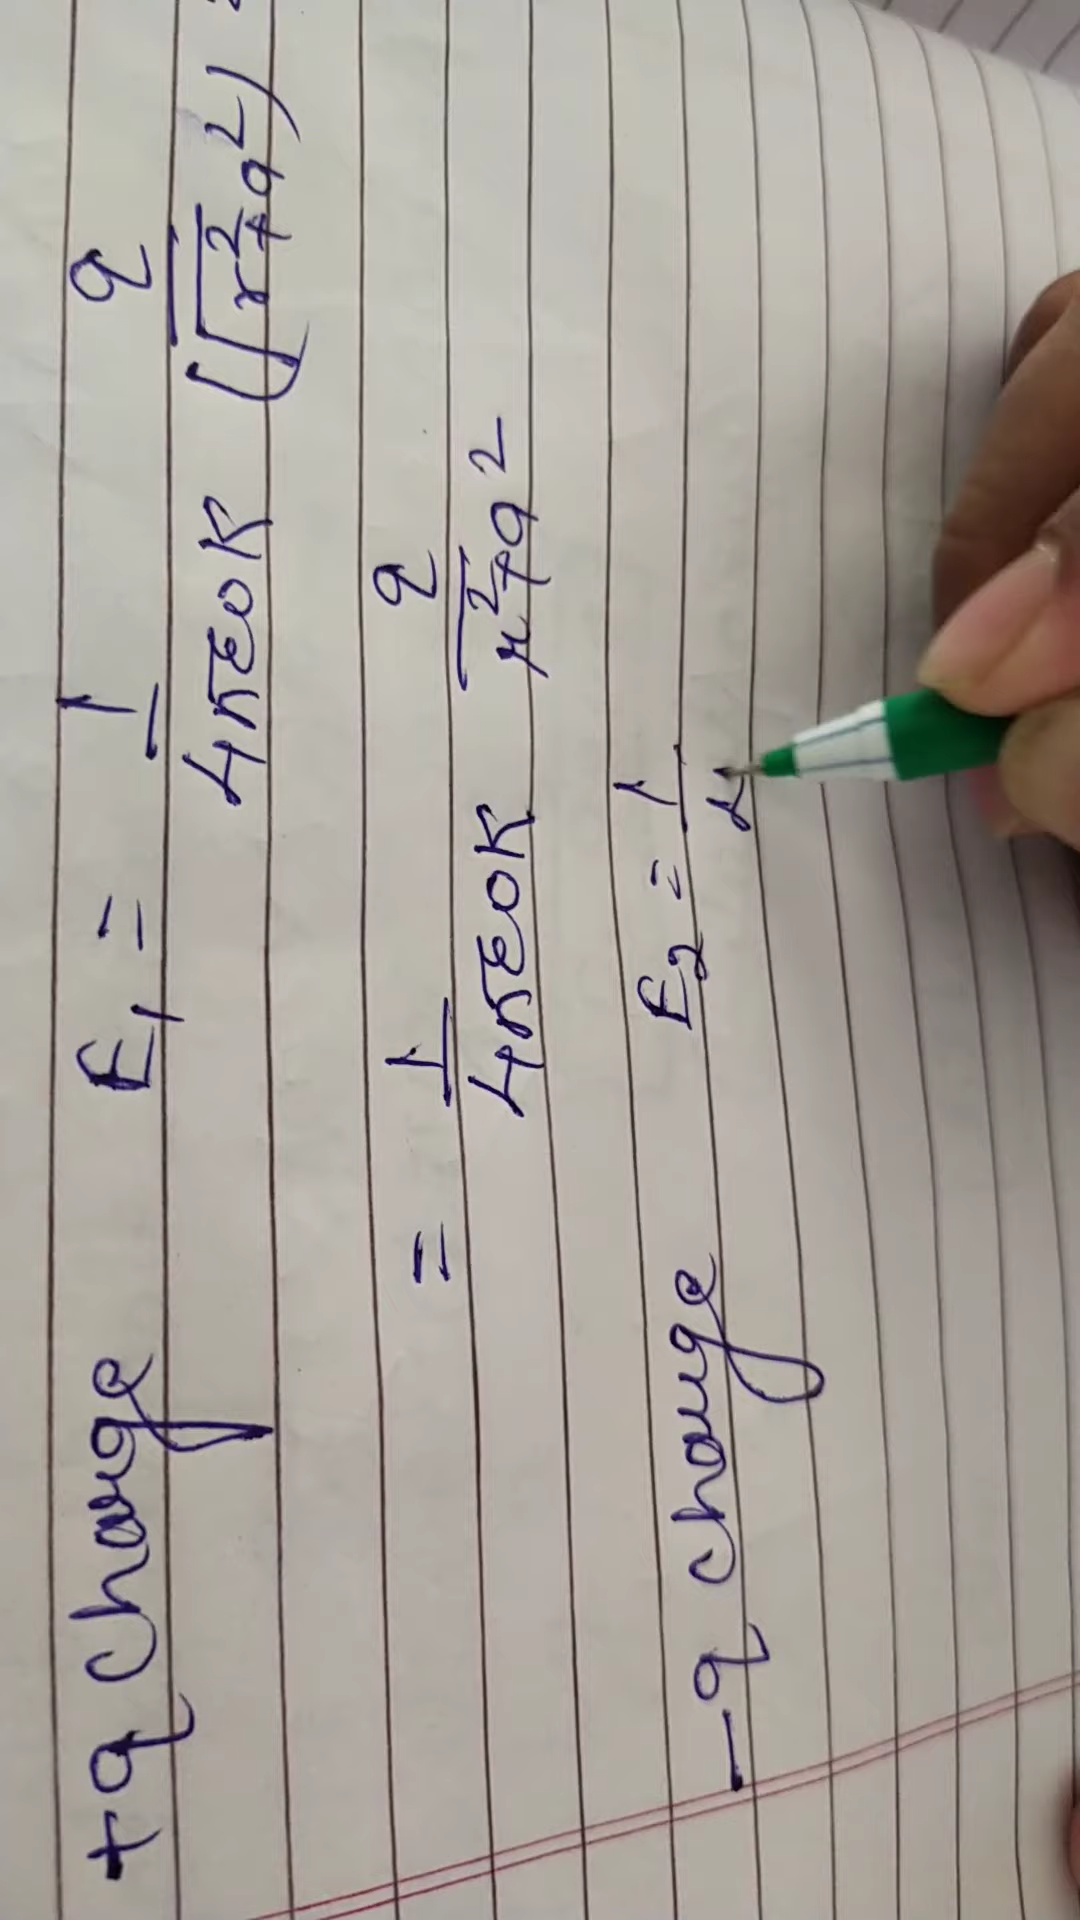 +q charge E₁ = 1/4πε0K q/(√r²+a²)²
= 1/4πε0K q/r²+a²
-q charge E₂ = 1/